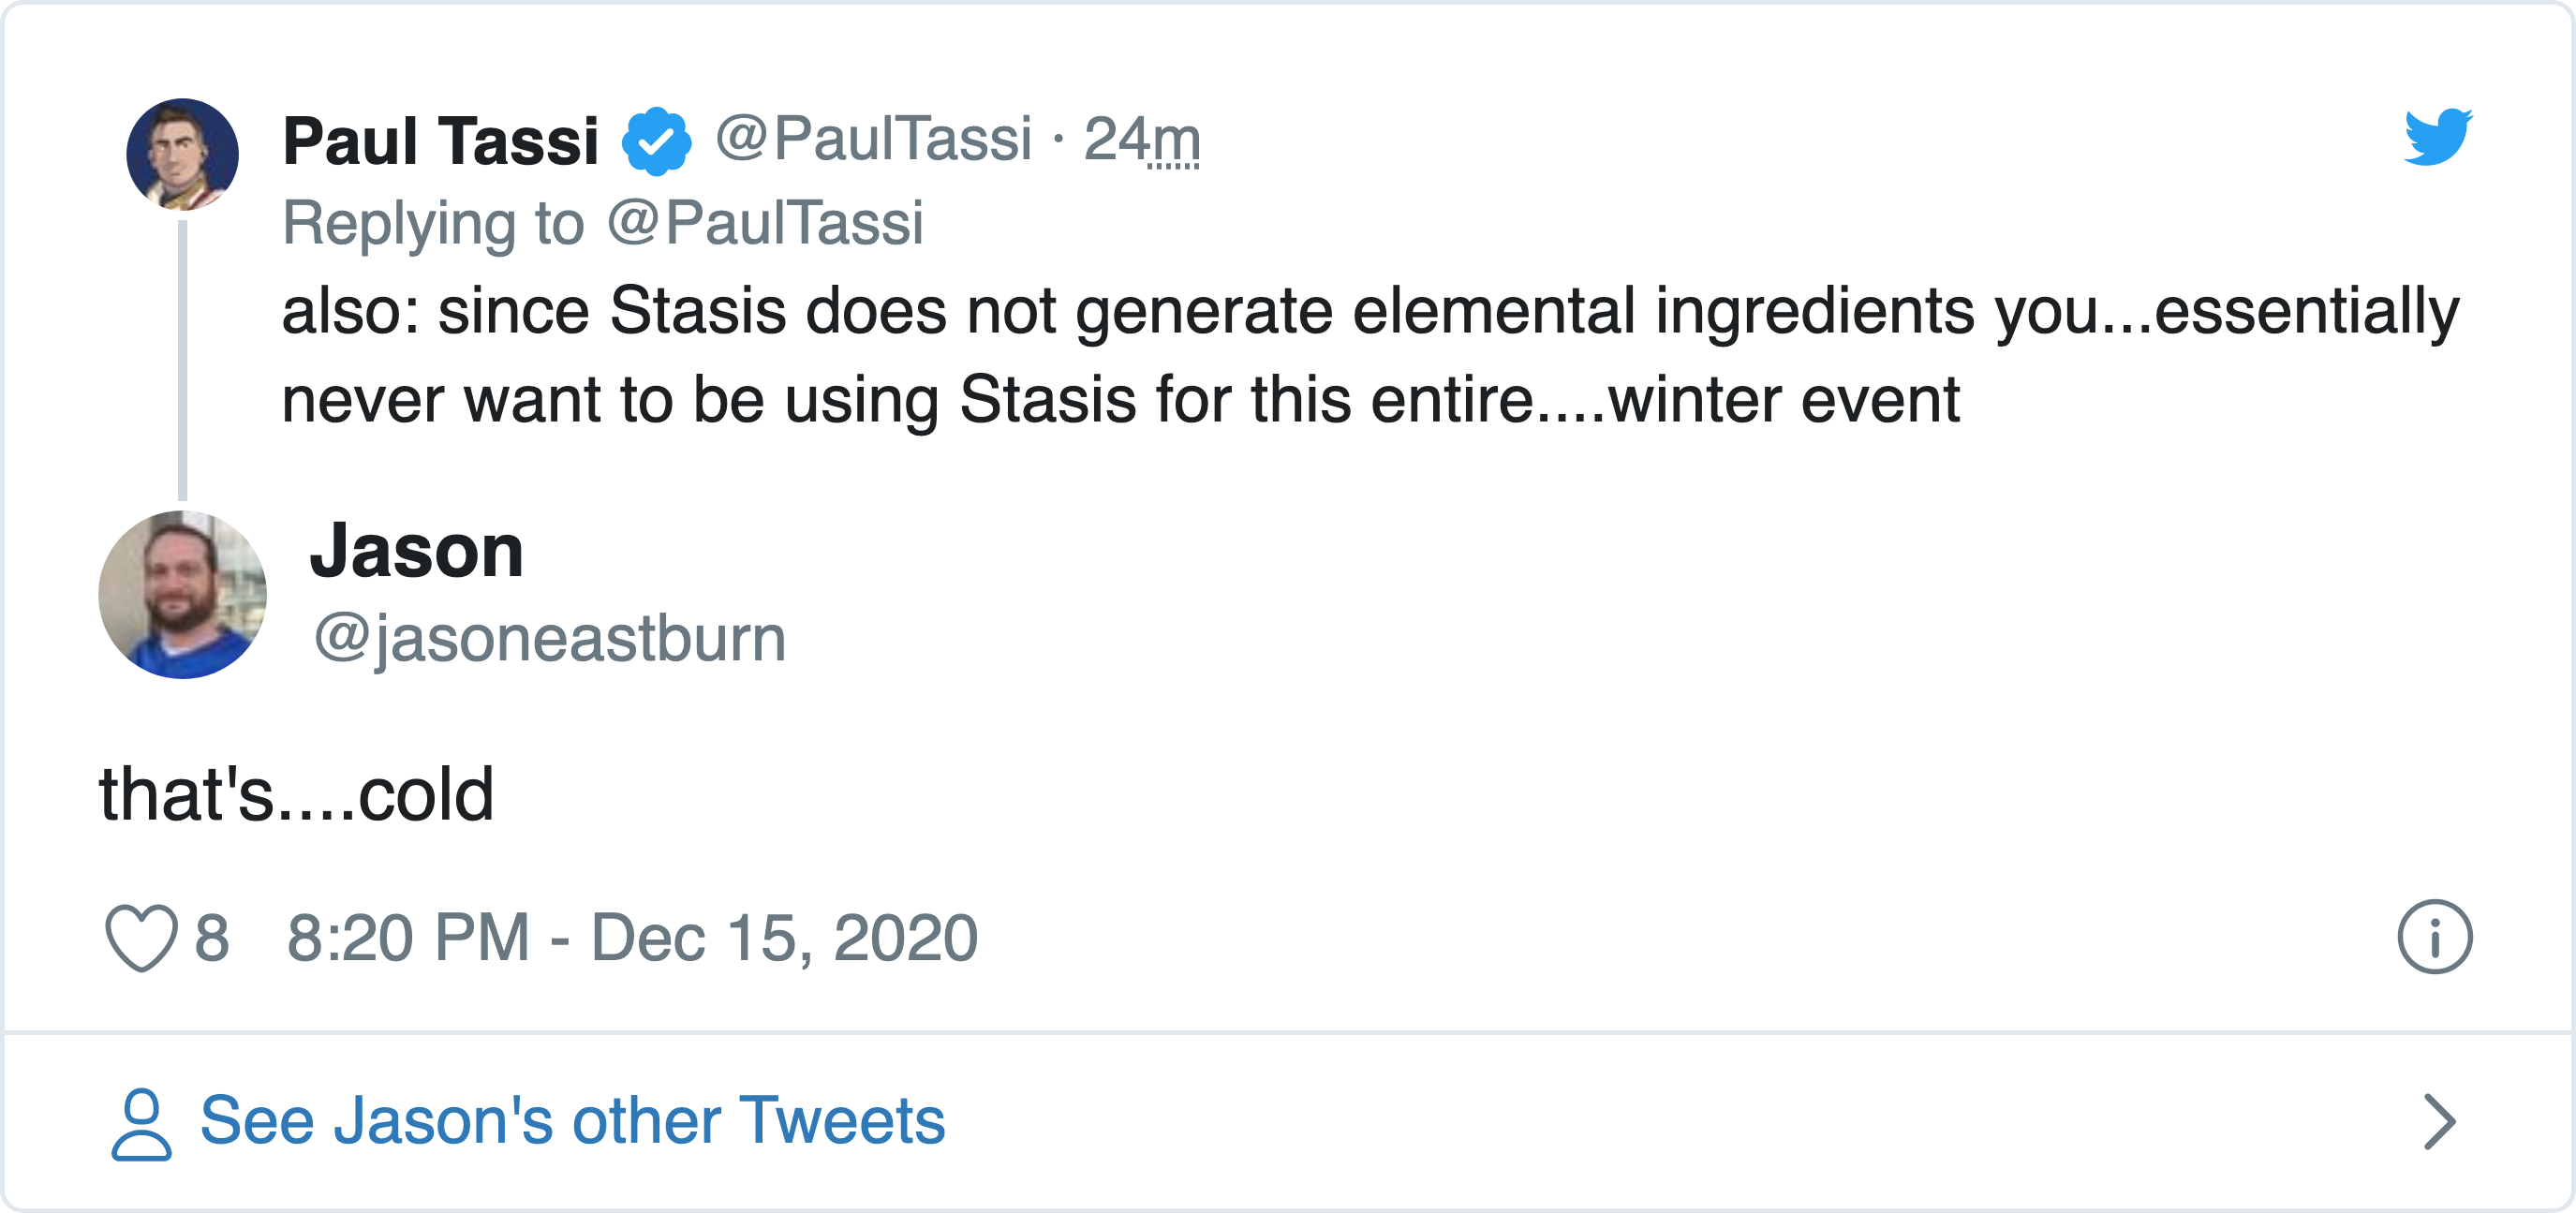 Paul Tassi @PaulTassi · 24m
Replying to @PaulTassi
also: since Stasis does not generate elemental ingredients you...essentially
never want to be using Stasis for this entire....winter event
Jason
@jasoneastburn
that's....cold
8 8:20 PM - Dec 15, 2020
See Jason's other Tweets